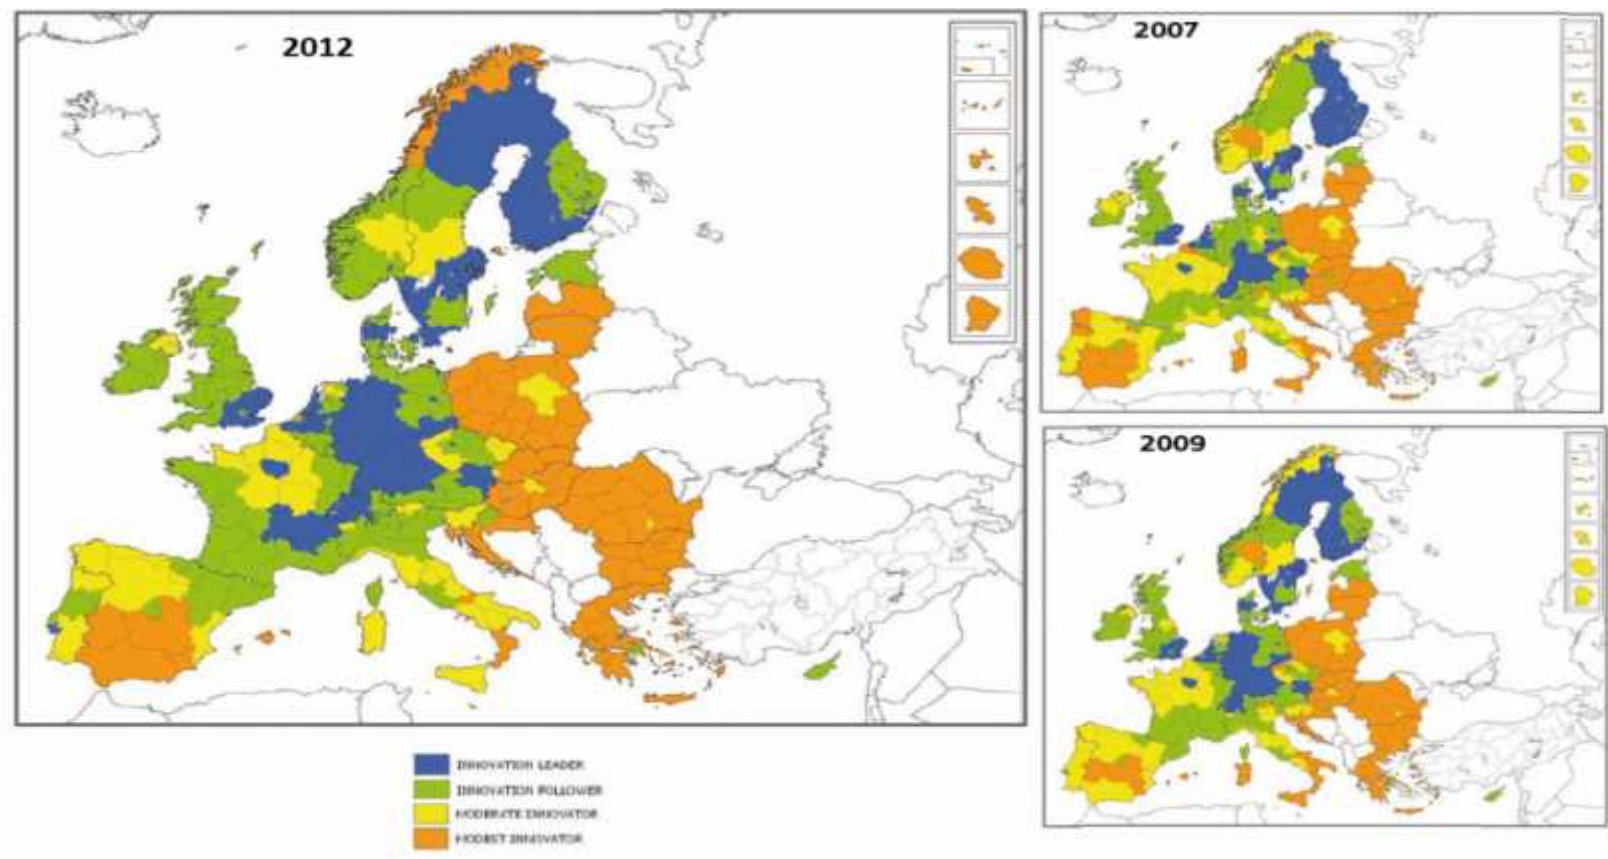 2012
2007
2009
INNOVATION LEADER
INNOVATION FOLLOWER
MODERATE INNOVATOR
MODEST INNOVATOR